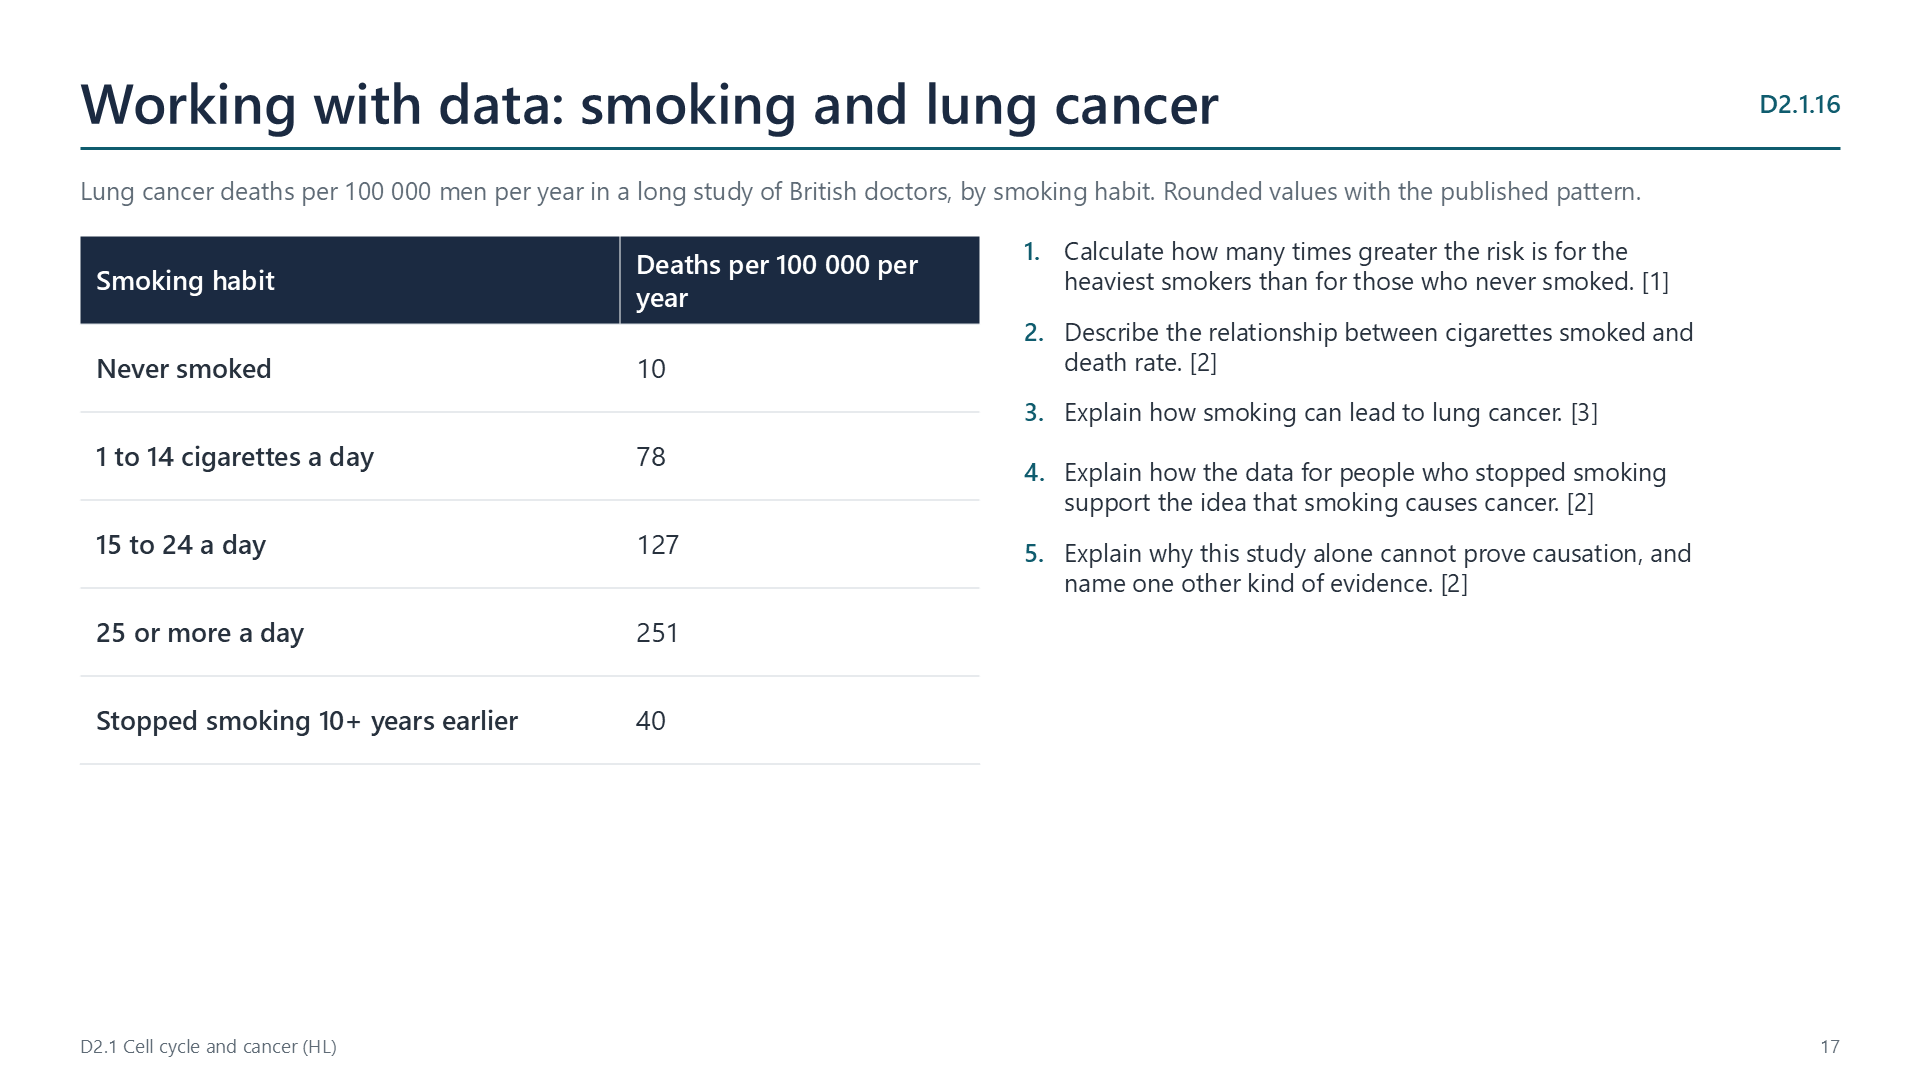 Working with data: smoking and lung cancer
D2.1.16
Lung cancer deaths per 100 000 men per year in a long study of British doctors, by smoking habit. Rounded values with the published pattern.
Smoking habit
Deaths per 100 000 per
year
Never smoked
10
1 to 14 cigarettes a day
78
15 to 24 a day
127
25 or more a day
251
Stopped smoking 10+ years earlier
40
1. Calculate how many times greater the risk is for the
heaviest smokers than for those who never smoked. [1]
2. Describe the relationship between cigarettes smoked and
death rate. [2]
3. Explain how smoking can lead to lung cancer. [3]
4. Explain how the data for people who stopped smoking
support the idea that smoking causes cancer. [2]
5. Explain why this study alone cannot prove causation, and
name one other kind of evidence. [2]
D2.1 Cell cycle and cancer (HL)
17